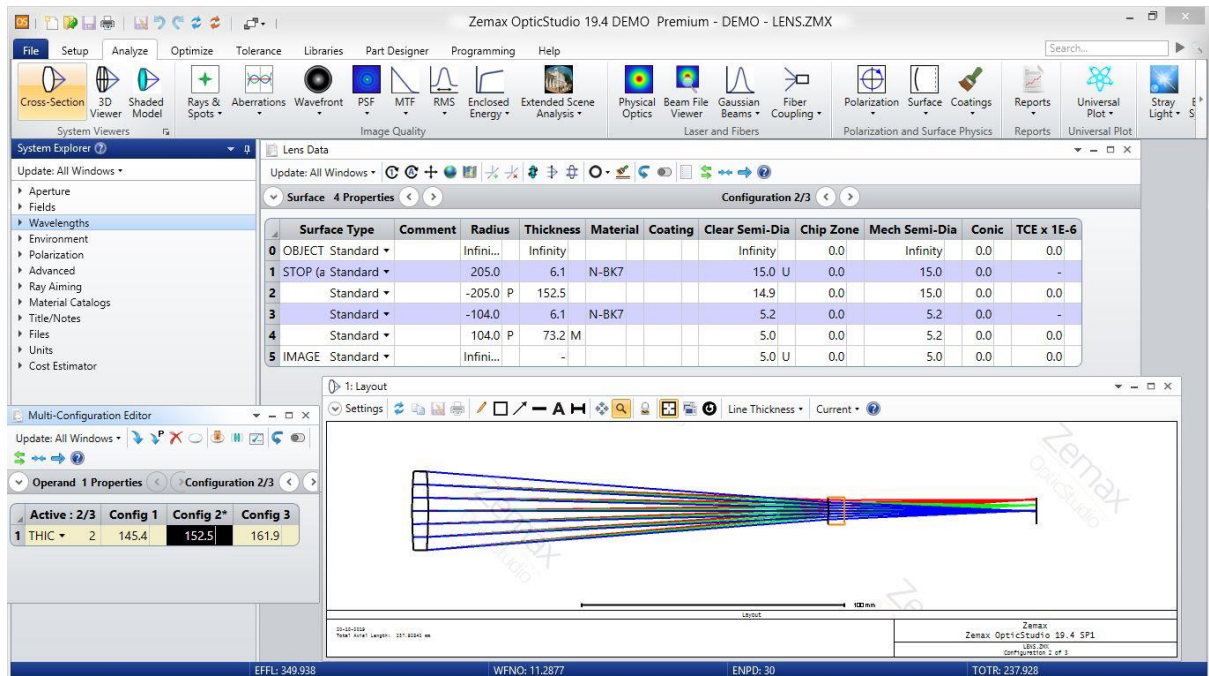 Zemax OpticStudio 19.4 DEMO Premium - DEMO - LENS.ZMX
File Setup Analyze Optimize Tolerance Libraries Part Designer Programming Help Search...
Cross-Section 3D Viewer Shaded Model Rays & Spots Aberrations Wavefront PSF MTF RMS Enclosed Energy Extended Scene Analysis Physical Optics Beam File Viewer Gaussian Beams Fiber Coupling Polarization Surface Coatings Reports Universal Plot Stray Light
System Viewers Image Quality Laser and Fibers Polarization and Surface Physics Reports Universal Plot
System Explorer
Update: All Windows
Aperture
Fields
Wavelengths
Environment
Polarization
Advanced
Ray Aiming
Material Catalogs
Title/Notes
Files
Units
Cost Estimator
Lens Data
Update: All Windows
Surface 4 Properties Configuration 2/3
Surface Type Comment Radius Thickness Material Coating Clear Semi-Dia Chip Zone Mech Semi-Dia Conic TCE x 1E-6
0 OBJECT Standard Infini... Infinity Infinity 0.0 Infinity 0.0 0.0
1 STOP (a Standard 205.0 6.1 N-BK7 15.0 U 0.0 15.0 0.0 -
2 Standard -205.0 P 152.5 14.9 0.0 15.0 0.0 0.0
3 Standard -104.0 6.1 N-BK7 5.2 0.0 5.2 0.0 -
4 Standard 104.0 P 73.2 M 5.0 0.0 5.2 0.0 0.0
5 IMAGE Standard Infini... - 5.0 U 0.0 5.0 0.0 0.0
Multi-Configuration Editor
Update: All Windows
Operand 1 Properties Configuration 2/3
Active : 2/3 Config 1 Config 2* Config 3
1 THIC 2 145.4 152.5 161.9
1: Layout
Settings Line Thickness Current
Zemax OpticStudio
Zemax OpticStudio
Zemax
100 mm
Layout
Zemax
Zemax OpticStudio 19.4 SP1
LENS.ZMX
Configuration 2 of 3
EFFL: 349.938 WFNO: 11.2877 ENPD: 30 TOTR: 237.928